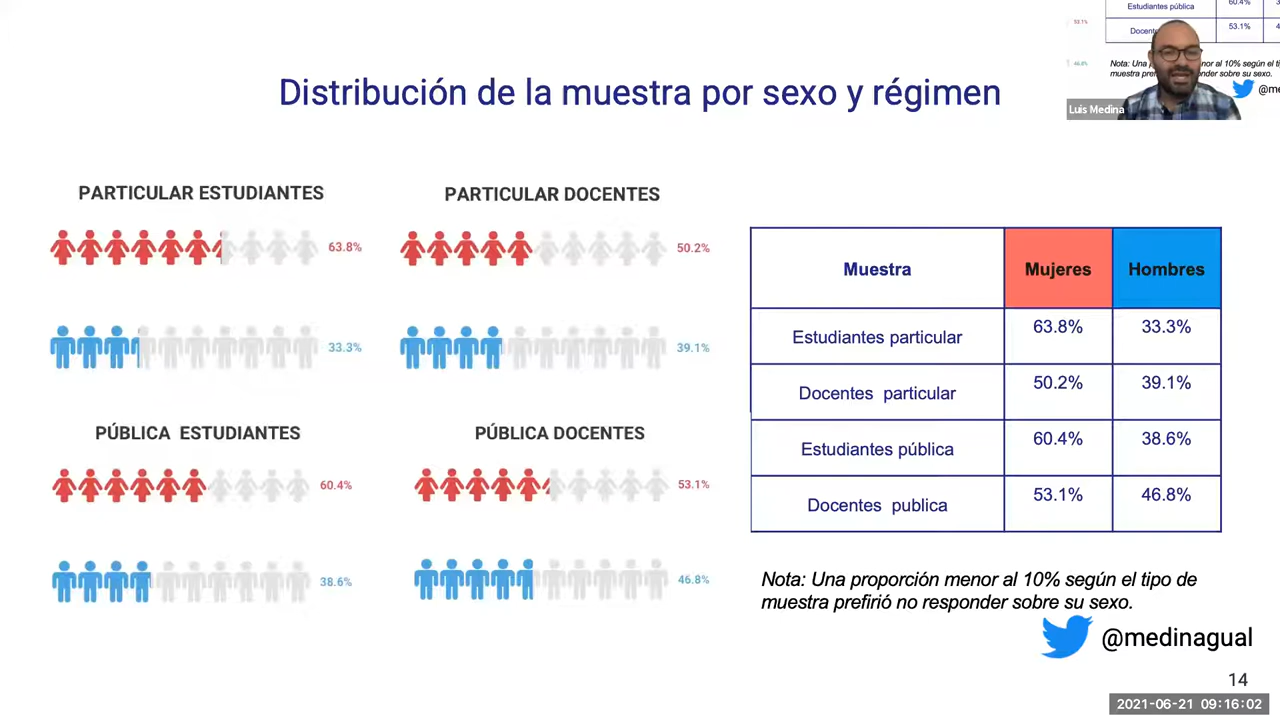 Distribución de la muestra por sexo y régimen
Estudiantes pública
60.4%
53.1%
Luis Medina
PARTICULAR ESTUDIANTES
63.8%
33.3%
PARTICULAR DOCENTES
50.2%
39.1%
PÚBLICA ESTUDIANTES
60.4%
38.6%
PÚBLICA DOCENTES
53.1%
46.8%
Muestra Mujeres Hombres
Estudiantes particular 63.8% 33.3%
Docentes particular 50.2% 39.1%
Estudiantes pública 60.4% 38.6%
Docentes publica 53.1% 46.8%
Nota: Una proporción menor al 10% según el tipo de
muestra prefirió no responder sobre su sexo.
@medinagual
14
2021-06-21 09:16:02